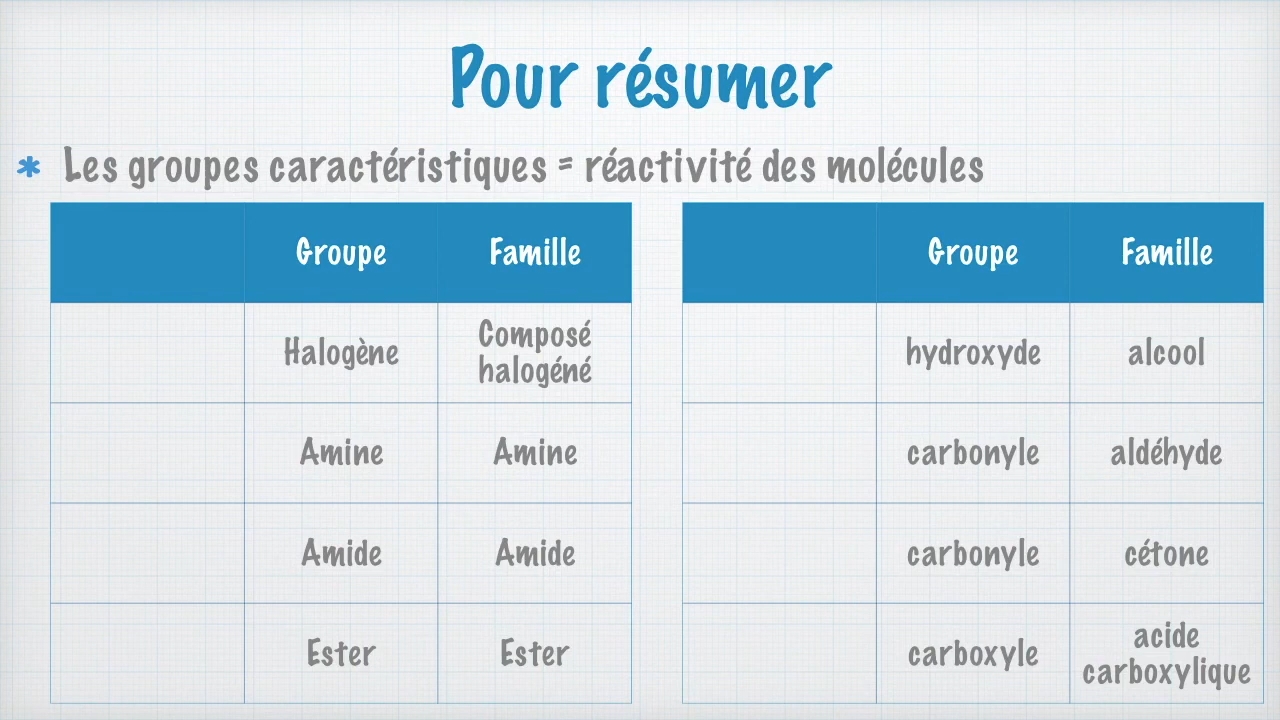 Pour résumer
* Les groupes caractéristiques = réactivité des molécules
Groupe Famille
Halogène Composé halogéné
Amine Amine
Amide Amide
Ester Ester
Groupe Famille
hydroxyde alcool
carbonyle aldéhyde
carbonyle cétone
carboxyle acide carboxylique